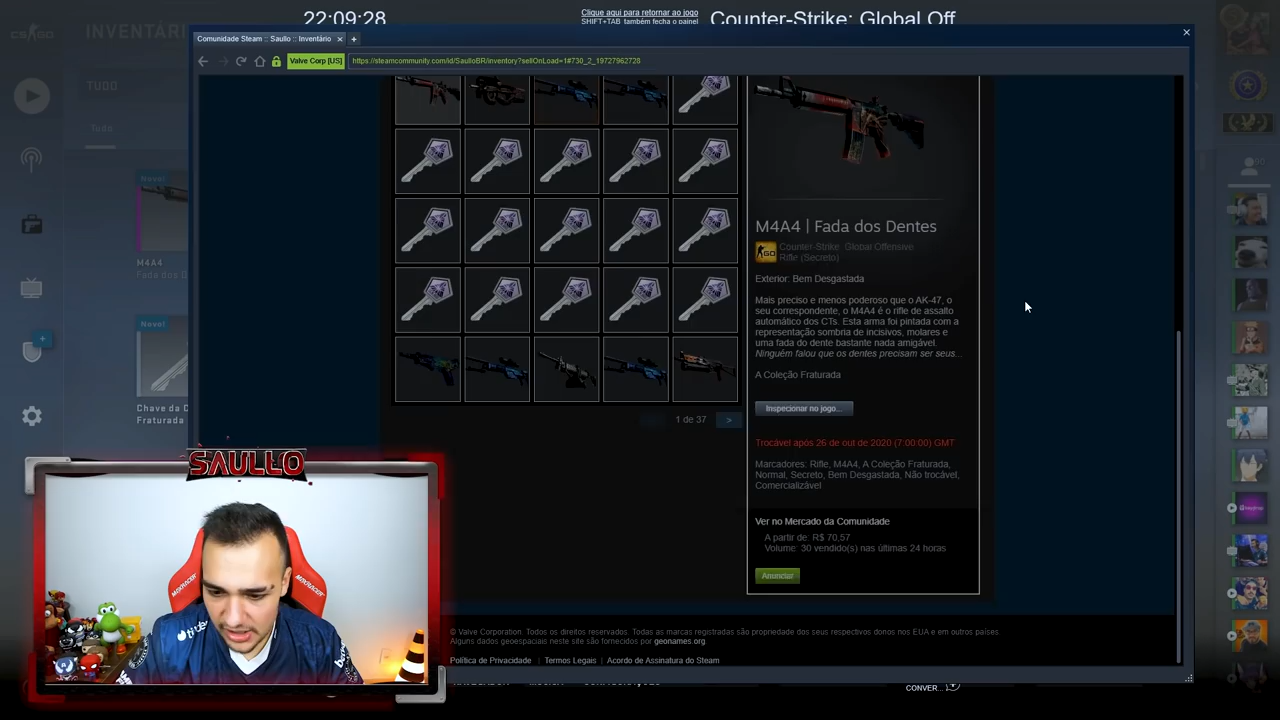 22:09:28
Clique aqui para retornar ao jogo
SHIFT+TAB também fecha o painel
Counter-Strike: Global Off
CS:GO
INVENTÁRIO
Comunidade Steam :: Saullo :: Inventário
Valve Corp [US]
https://steamcommunity.com/id/SaulloBR/inventory?sellOnLoad=1#730_2_19727962728
TUDO
Tudo
Novo!
M4A4
Fada dos D
Novo!
Chave da C
Fraturada
1 de 37
>
M4A4 | Fada dos Dentes
Counter-Strike: Global Offensive
Rifle (Secreto)
Exterior: Bem Desgastada
Mais preciso e menos poderoso que o AK-47, o
seu correspondente, o M4A4 é o rifle de assalto
automático dos CTs. Esta arma foi pintada com a
representação sombria de incisivos, molares e
uma fada do dente bastante nada amigável.
Ninguém falou que os dentes precisam ser seus...
A Coleção Fraturada
Inspecionar no jogo...
Trocável após 26 de out de 2020 (7:00:00) GMT
Marcadores: Rifle, M4A4, A Coleção Fraturada,
Normal, Secreto, Bem Desgastada, Não trocável,
Comercializável
Ver no Mercado da Comunidade
A partir de: R$ 70,57
Volume: 30 vendido(s) nas últimas 24 horas
Anunciar
© Valve Corporation. Todos os direitos reservados. Todas as marcas registradas são propriedade dos seus respectivos donos nos EUA e em outros países.
Alguns dados geoespaciais neste site são fornecidos por geonames.org.
Política de Privacidade | Termos Legais | Acordo de Assinatura do Steam
CONVER...
SAULLO
MAXRACER
MAXRACER